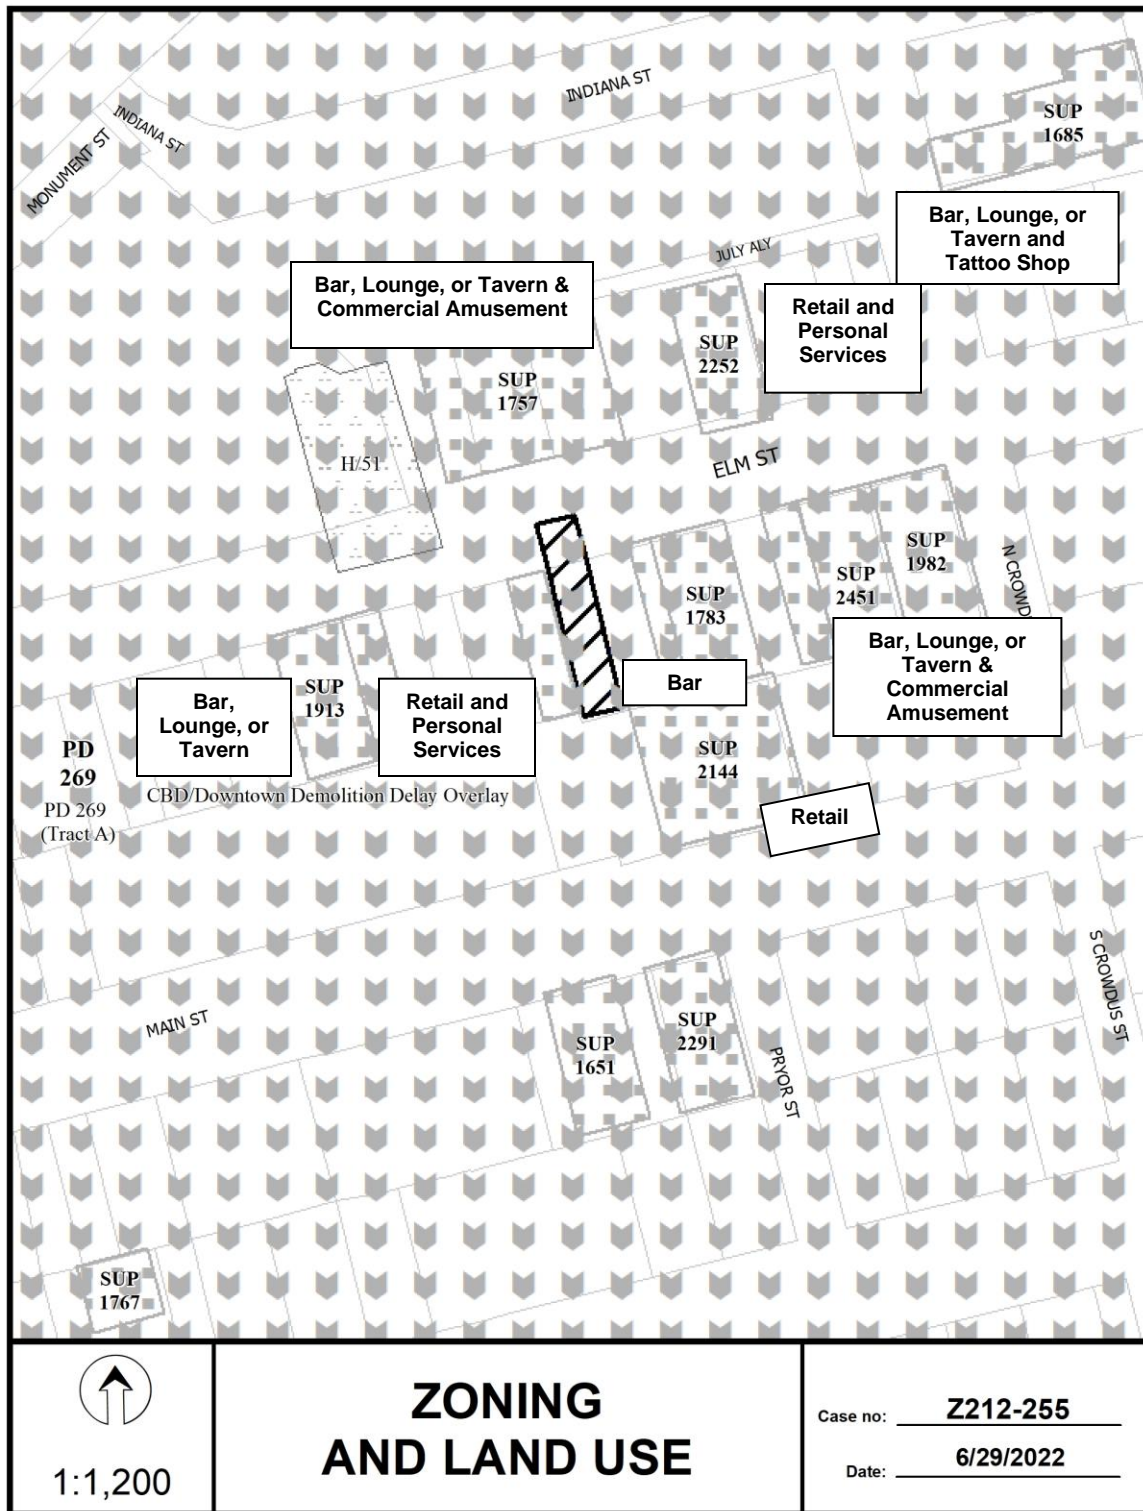 INDIANA ST
INDIANA ST
MONUMENT ST
SUP
1685
Bar, Lounge, or
Tavern and
Tattoo Shop
JULY ALY
Bar, Lounge, or Tavern &
Commercial Amusement
Retail and
Personal
Services
SUP
2252
SUP
1757
H/51
ELM ST
SUP
1982
SUP
2451
N CROWD
SUP
1783
Bar, Lounge, or
Tavern &
Commercial
Amusement
Bar
Bar,
Lounge, or
Tavern
SUP
1913
Retail and
Personal
Services
PD
269
PD 269
(Tract A)
CBD/Downtown Demolition Delay Overlay
SUP
2144
Retail
MAIN ST
S CROWDUS ST
SUP
1651
SUP
2291
PRYOR ST
SUP
1767
1:1,200
ZONING
AND LAND USE
Case no: Z212-255
Date: 6/29/2022